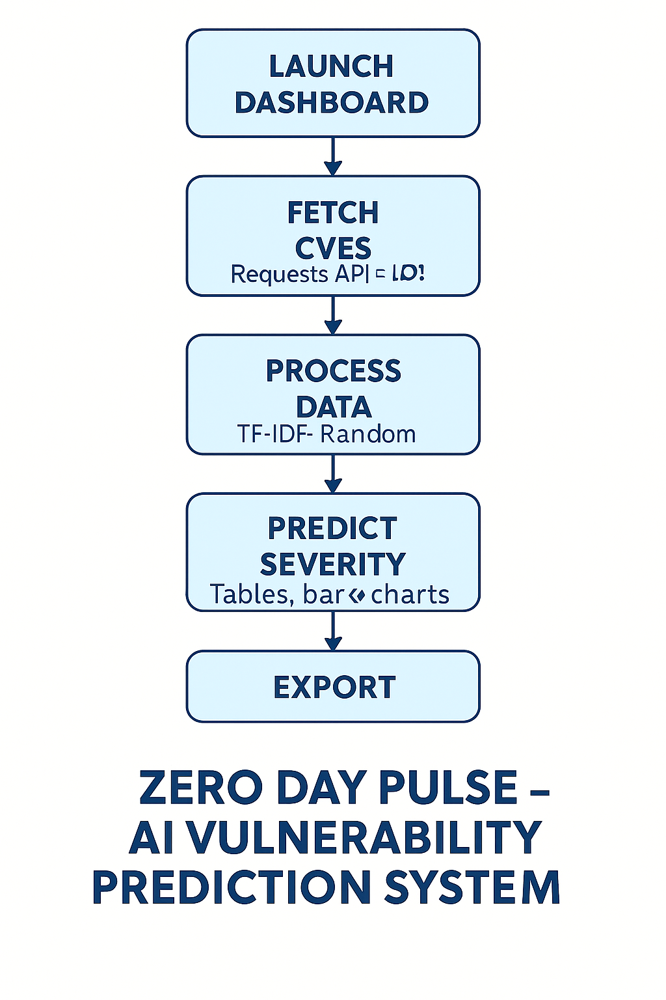 LAUNCH
DASHBOARD
FETCH
CVES
Requests API =
PROCESS
DATA
TF-IDF- Random
PREDICT
SEVERITY
Tables, bar charts
EXPORT
ZERO DAY PULSE –
AI VULNERABILITY
PREDICTION SYSTEM